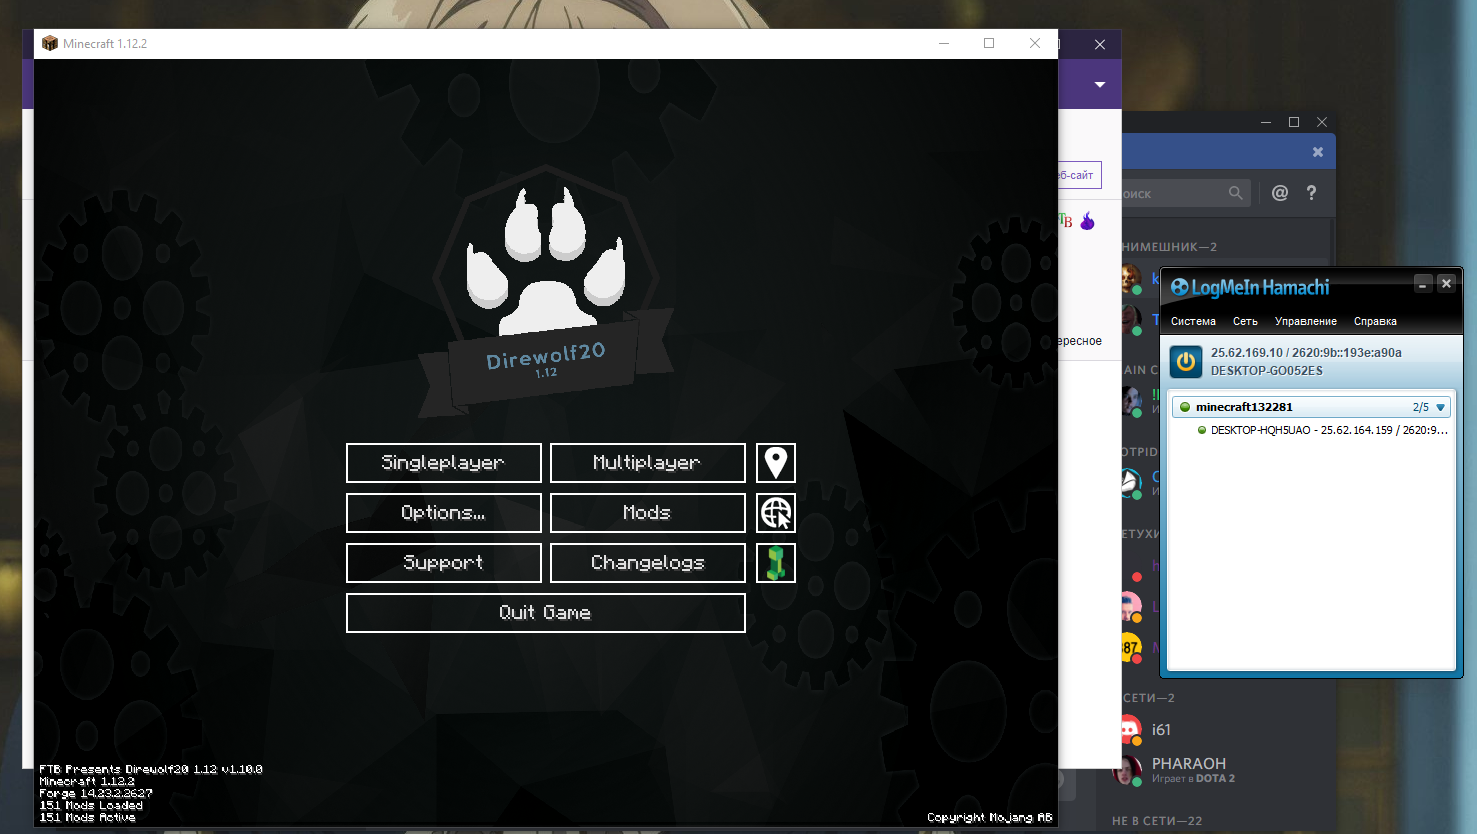 Minecraft 1.12.2
Direwolf20
1.12
Singleplayer
Multiplayer
Options...
Mods
Support
Changelogs
Quit Game
FTB Presents Direwolf20 1.12 v1.10.0
Minecraft 1.12.2
Forge 14.23.2.2627
151 Mods Loaded
151 Mods Active
Copyright Mojang AB
еб-сайт
ересное
оиск
@ ?
НИМЕШНИК—2
AIN C
OTPID
ЕТУХИ
387
СЕТИ—2
i61
PHARAOH
Играет в DOTA 2
НЕ В СЕТИ—22
LogMeIn Hamachi
Система Сеть Управление Справка
25.62.169.10 / 2620:9b::193e:a90a
DESKTOP-GO052ES
minecraft132281 2/5
DESKTOP-HQH5UAO - 25.62.164.159 / 2620:9...